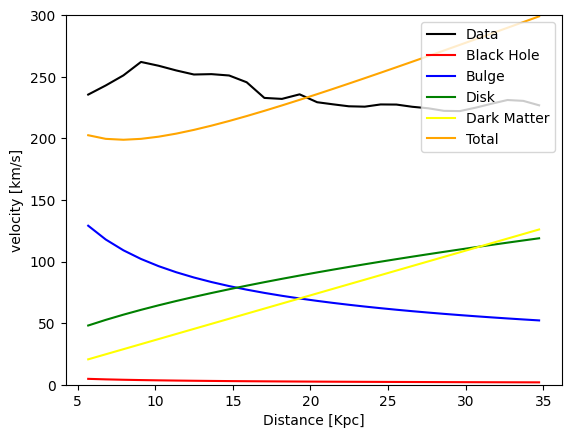 300
250
200
150
100
50
0
velocity [km/s]
5
10
15
20
25
30
35
Distance [Kpc]
Data
Black Hole
Bulge
Disk
Dark Matter
Total